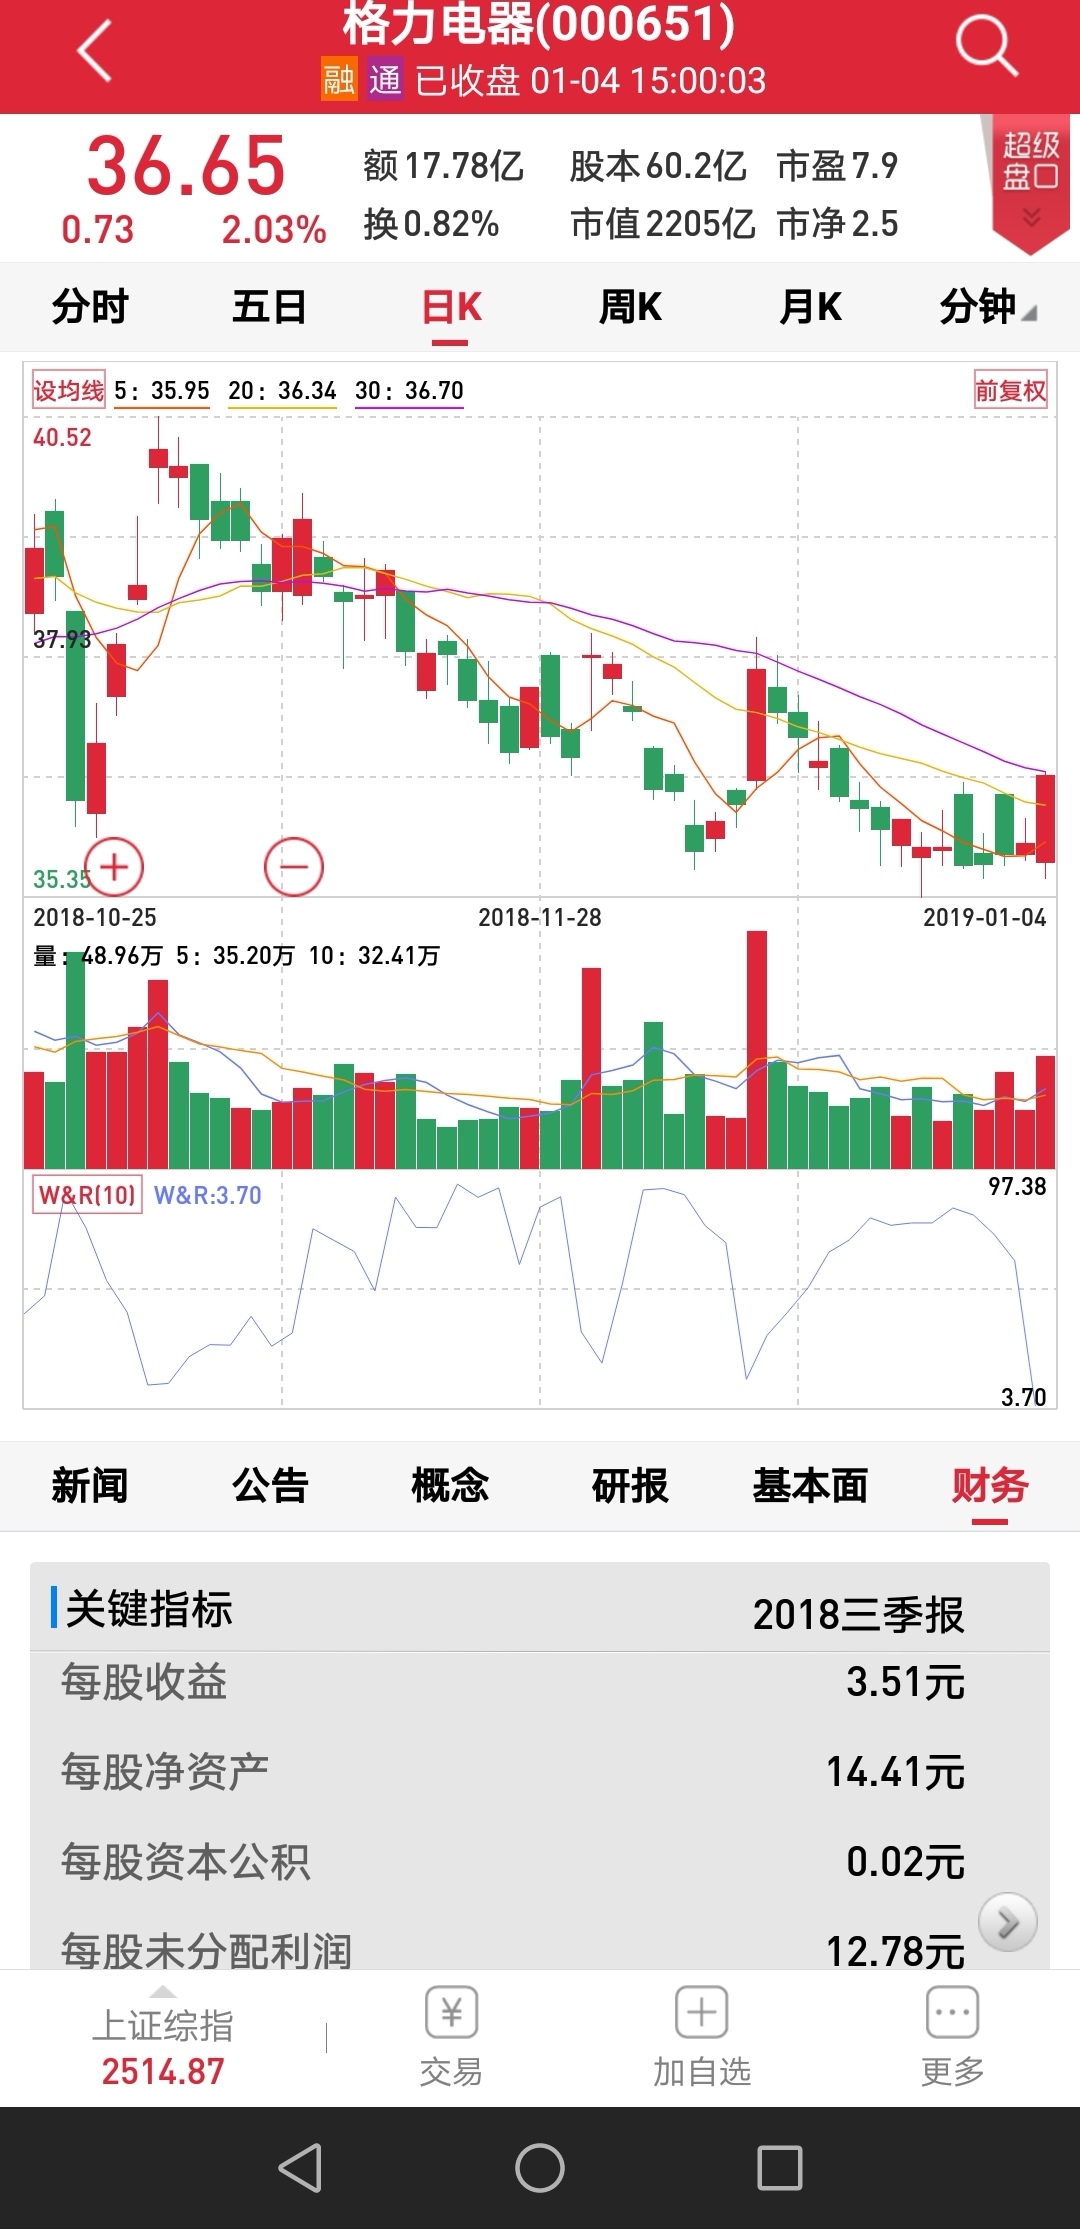 格力电器(000651)
融 通 已收盘 01-04 15:00:03
36.65
0.73 2.03%
额 17.78亿 股本 60.2亿 市盈 7.9
换 0.82% 市值 2205亿 市净 2.5
超级
盘口
分时 五日 日K 周K 月K 分钟
设均线 5: 35.95 20: 36.34 30: 36.70 前复权
40.52
37.93
35.35
2018-10-25 2018-11-28 2019-01-04
量: 48.96万 5: 35.20万 10: 32.41万
W&R(10) W&R:3.70 97.38
3.70
新闻 公告 概念 研报 基本面 财务
关键指标 2018三季报
每股收益 3.51元
每股净资产 14.41元
每股资本公积 0.02元
每股未分配利润 12.78元
上证综指
2514.87
交易 加自选 更多